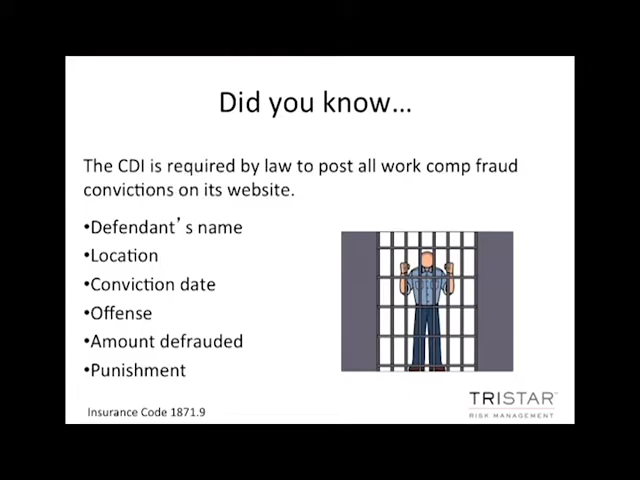 Did you know…
The CDI is required by law to post all work comp fraud
convictions on its website.
•Defendant’s name
•Location
•Conviction date
•Offense
•Amount defrauded
•Punishment
Insurance Code 1871.9
TRISTAR™
RISK MANAGEMENT